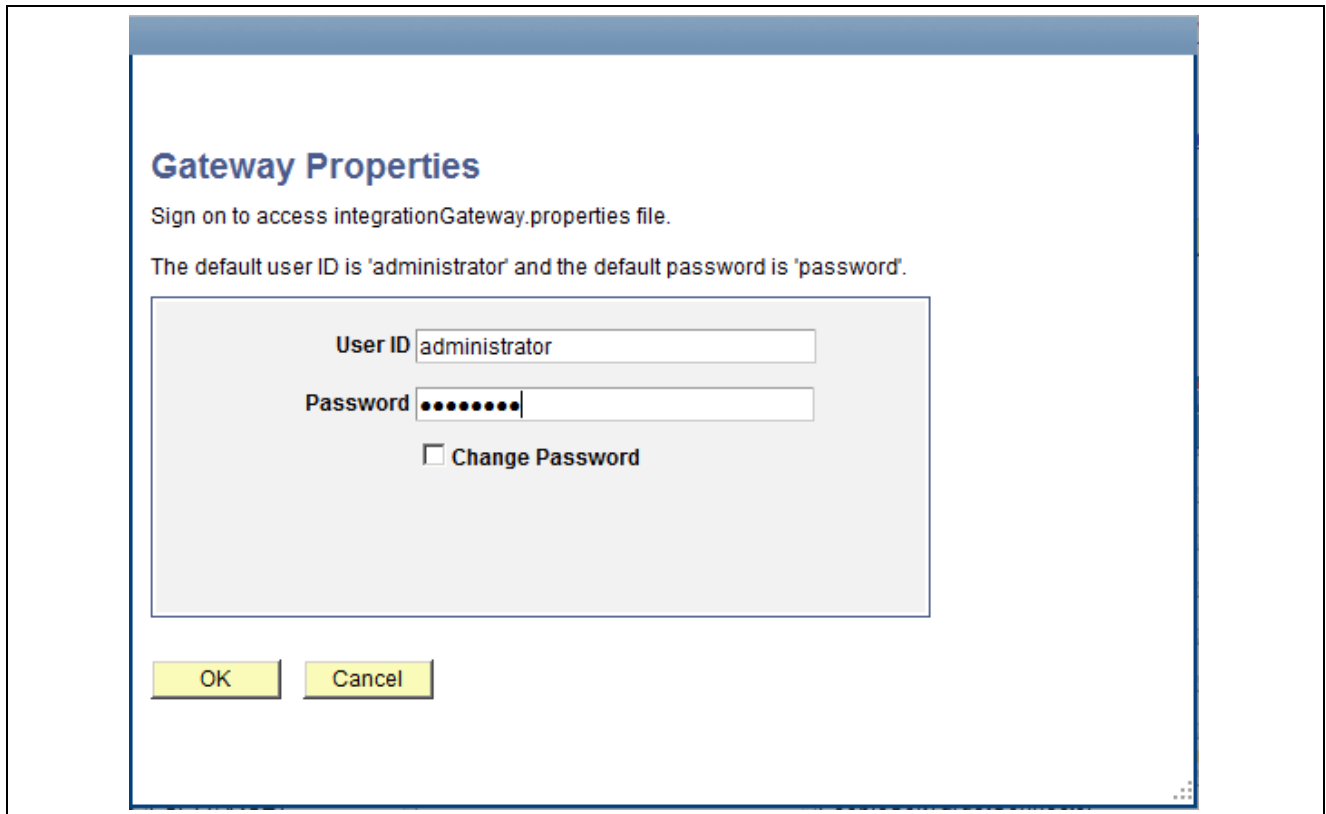 Gateway Properties
Sign on to access integrationGateway.properties file.
The default user ID is 'administrator' and the default password is 'password'.
User ID administrator
Password ••••••••
Change Password
OK Cancel